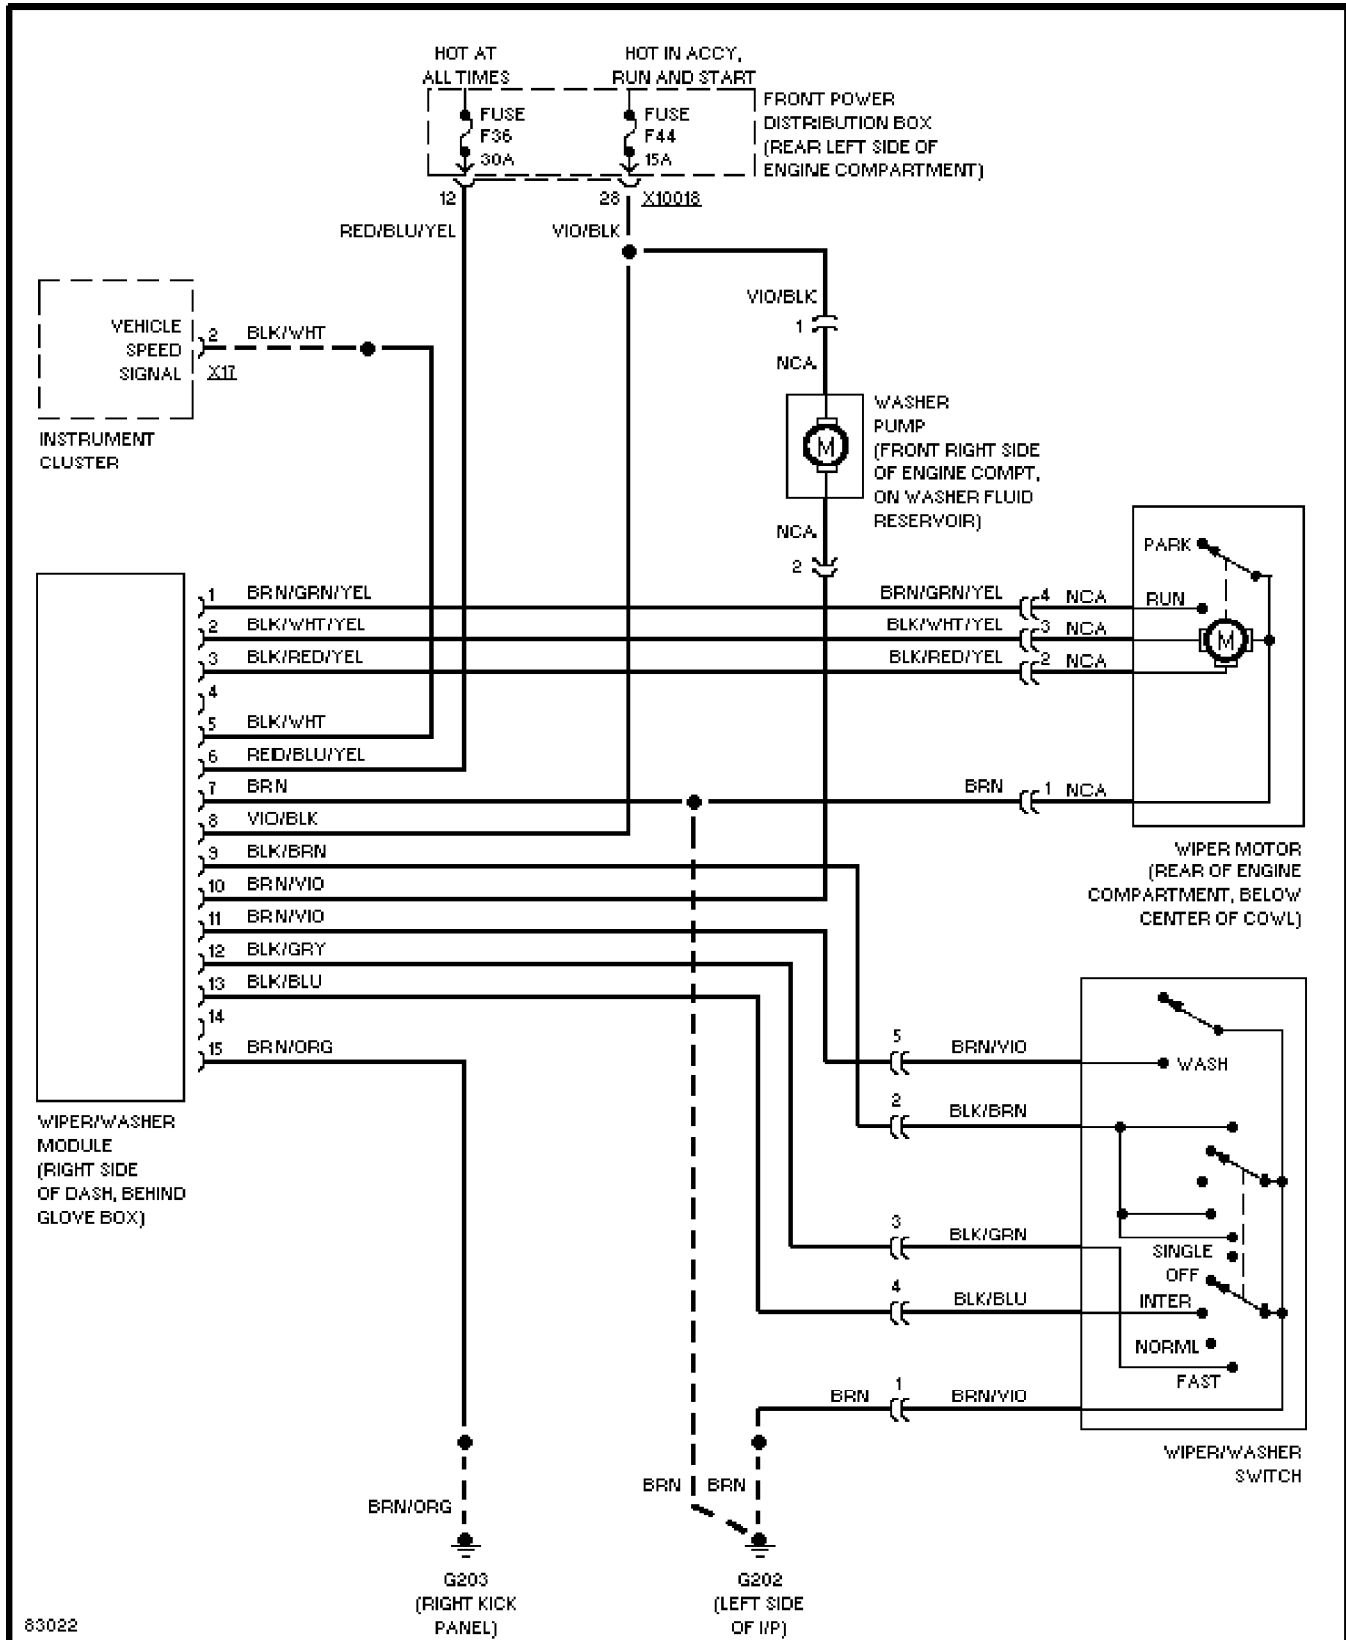 HOT AT
ALL TIMES
HOT IN ACCY,
RUN AND START
FUSE
F36
30A
FUSE
F44
15A
FRONT POWER
DISTRIBUTION BOX
(REAR LEFT SIDE OF
ENGINE COMPARTMENT)
12
28 X10018
RED/BLU/YEL
VIO/BLK
VIO/BLK
1
NCA
VEHICLE
SPEED
SIGNAL
2
BLK/WHT
X17
INSTRUMENT
CLUSTER
M
WASHER
PUMP
(FRONT RIGHT SIDE
OF ENGINE COMPT,
ON WASHER FLUID
RESERVOIR)
NCA
2
1 BRN/GRN/YEL
2 BLK/WHT/YEL
3 BLK/RED/YEL
4
5 BLK/WHT
6 RED/BLU/YEL
7 BRN
8 VIO/BLK
9 BLK/BRN
10 BRN/VIO
11 BRN/VIO
12 BLK/GRY
13 BLK/BLU
14
15 BRN/ORG
WIPER/WASHER
MODULE
(RIGHT SIDE
OF DASH, BEHIND
GLOVE BOX)
BRN/GRN/YEL 4 NCA
BLK/WHT/YEL 3 NCA
BLK/RED/YEL 2 NCA
BRN 1 NCA
PARK
RUN
M
WIPER MOTOR
(REAR OF ENGINE
COMPARTMENT, BELOW
CENTER OF COWL)
5 BRN/VIO
2 BLK/BRN
3 BLK/GRN
4 BLK/BLU
BRN 1 BRN/VIO
WASH
SINGLE
OFF
INTER
NORML
FAST
WIPER/WASHER
SWITCH
BRN/ORG
BRN BRN
G203
(RIGHT KICK
PANEL)
G202
(LEFT SIDE
OF I/P)
83022